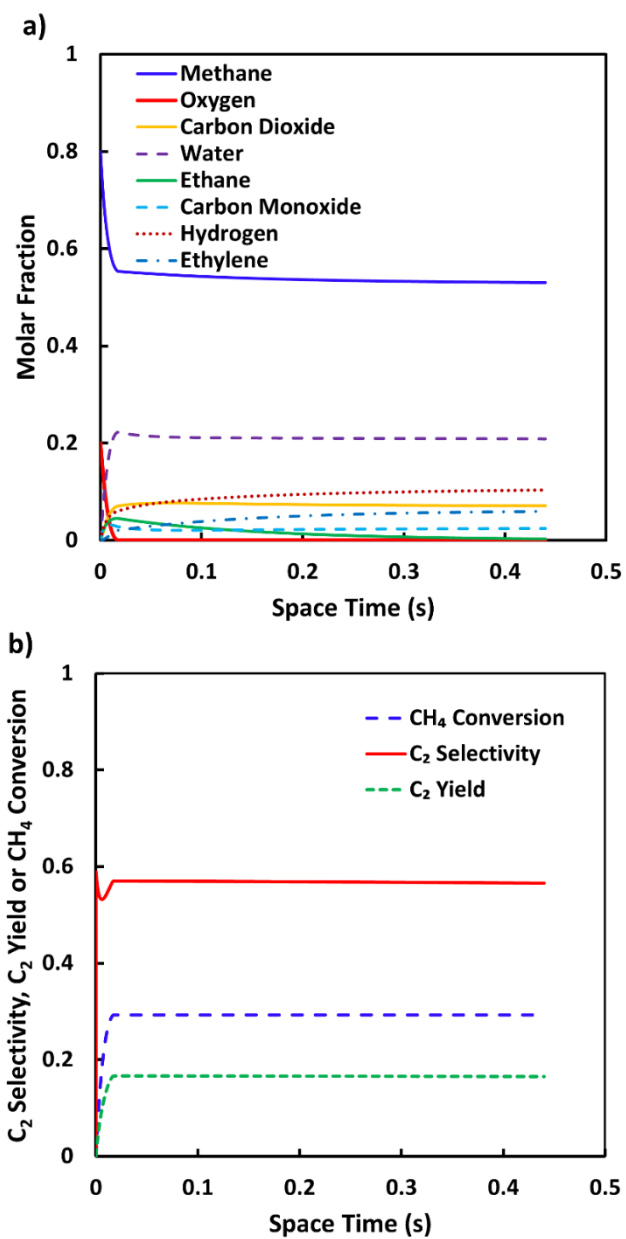 a)
1
0.8
0.6
0.4
0.2
0
Molar Fraction
Methane
Oxygen
Carbon Dioxide
Water
Ethane
Carbon Monoxide
Hydrogen
Ethylene
0
0.1
0.2
0.3
0.4
0.5
Space Time (s)
b)
1
0.8
0.6
0.4
0.2
0
C₂ Selectivity, C₂ Yield or CH₄ Conversion
CH₄ Conversion
C₂ Selectivity
C₂ Yield
0
0.1
0.2
0.3
0.4
0.5
Space Time (s)